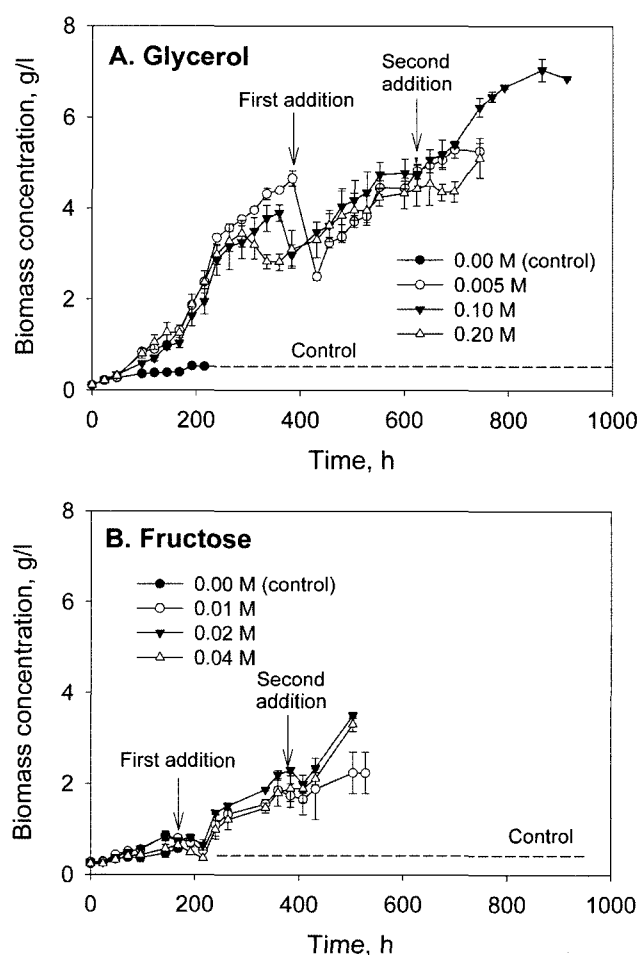 A. Glycerol
First addition
Second
addition
0.00 M (control)
0.005 M
0.10 M
0.20 M
Control
Biomass concentration, g/l
8
6
4
2
0
0 200 400 600 800 1000
Time, h
B. Fructose
0.00 M (control)
0.01 M
0.02 M
0.04 M
Second
addition
First addition
Control
Biomass concentration, g/l
8
6
4
2
0
0 200 400 600 800 1000
Time, h